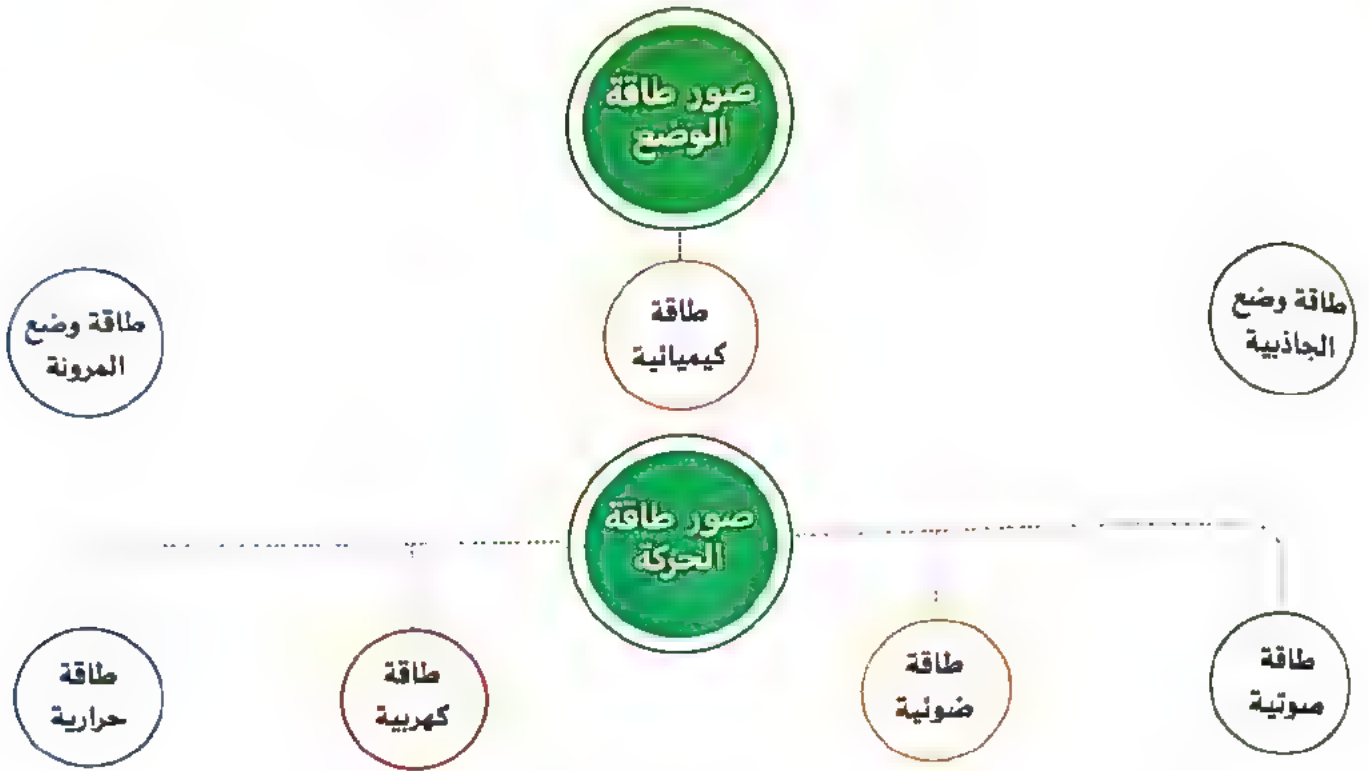 صور طاقة
الوضع
طاقة وضع
الجاذبية
طاقة
كيميائية
طاقة وضع
المرونة
صور طاقة
الحركة
طاقة
صوتية
طاقة
ضوئية
طاقة
كهربية
طاقة
حرارية